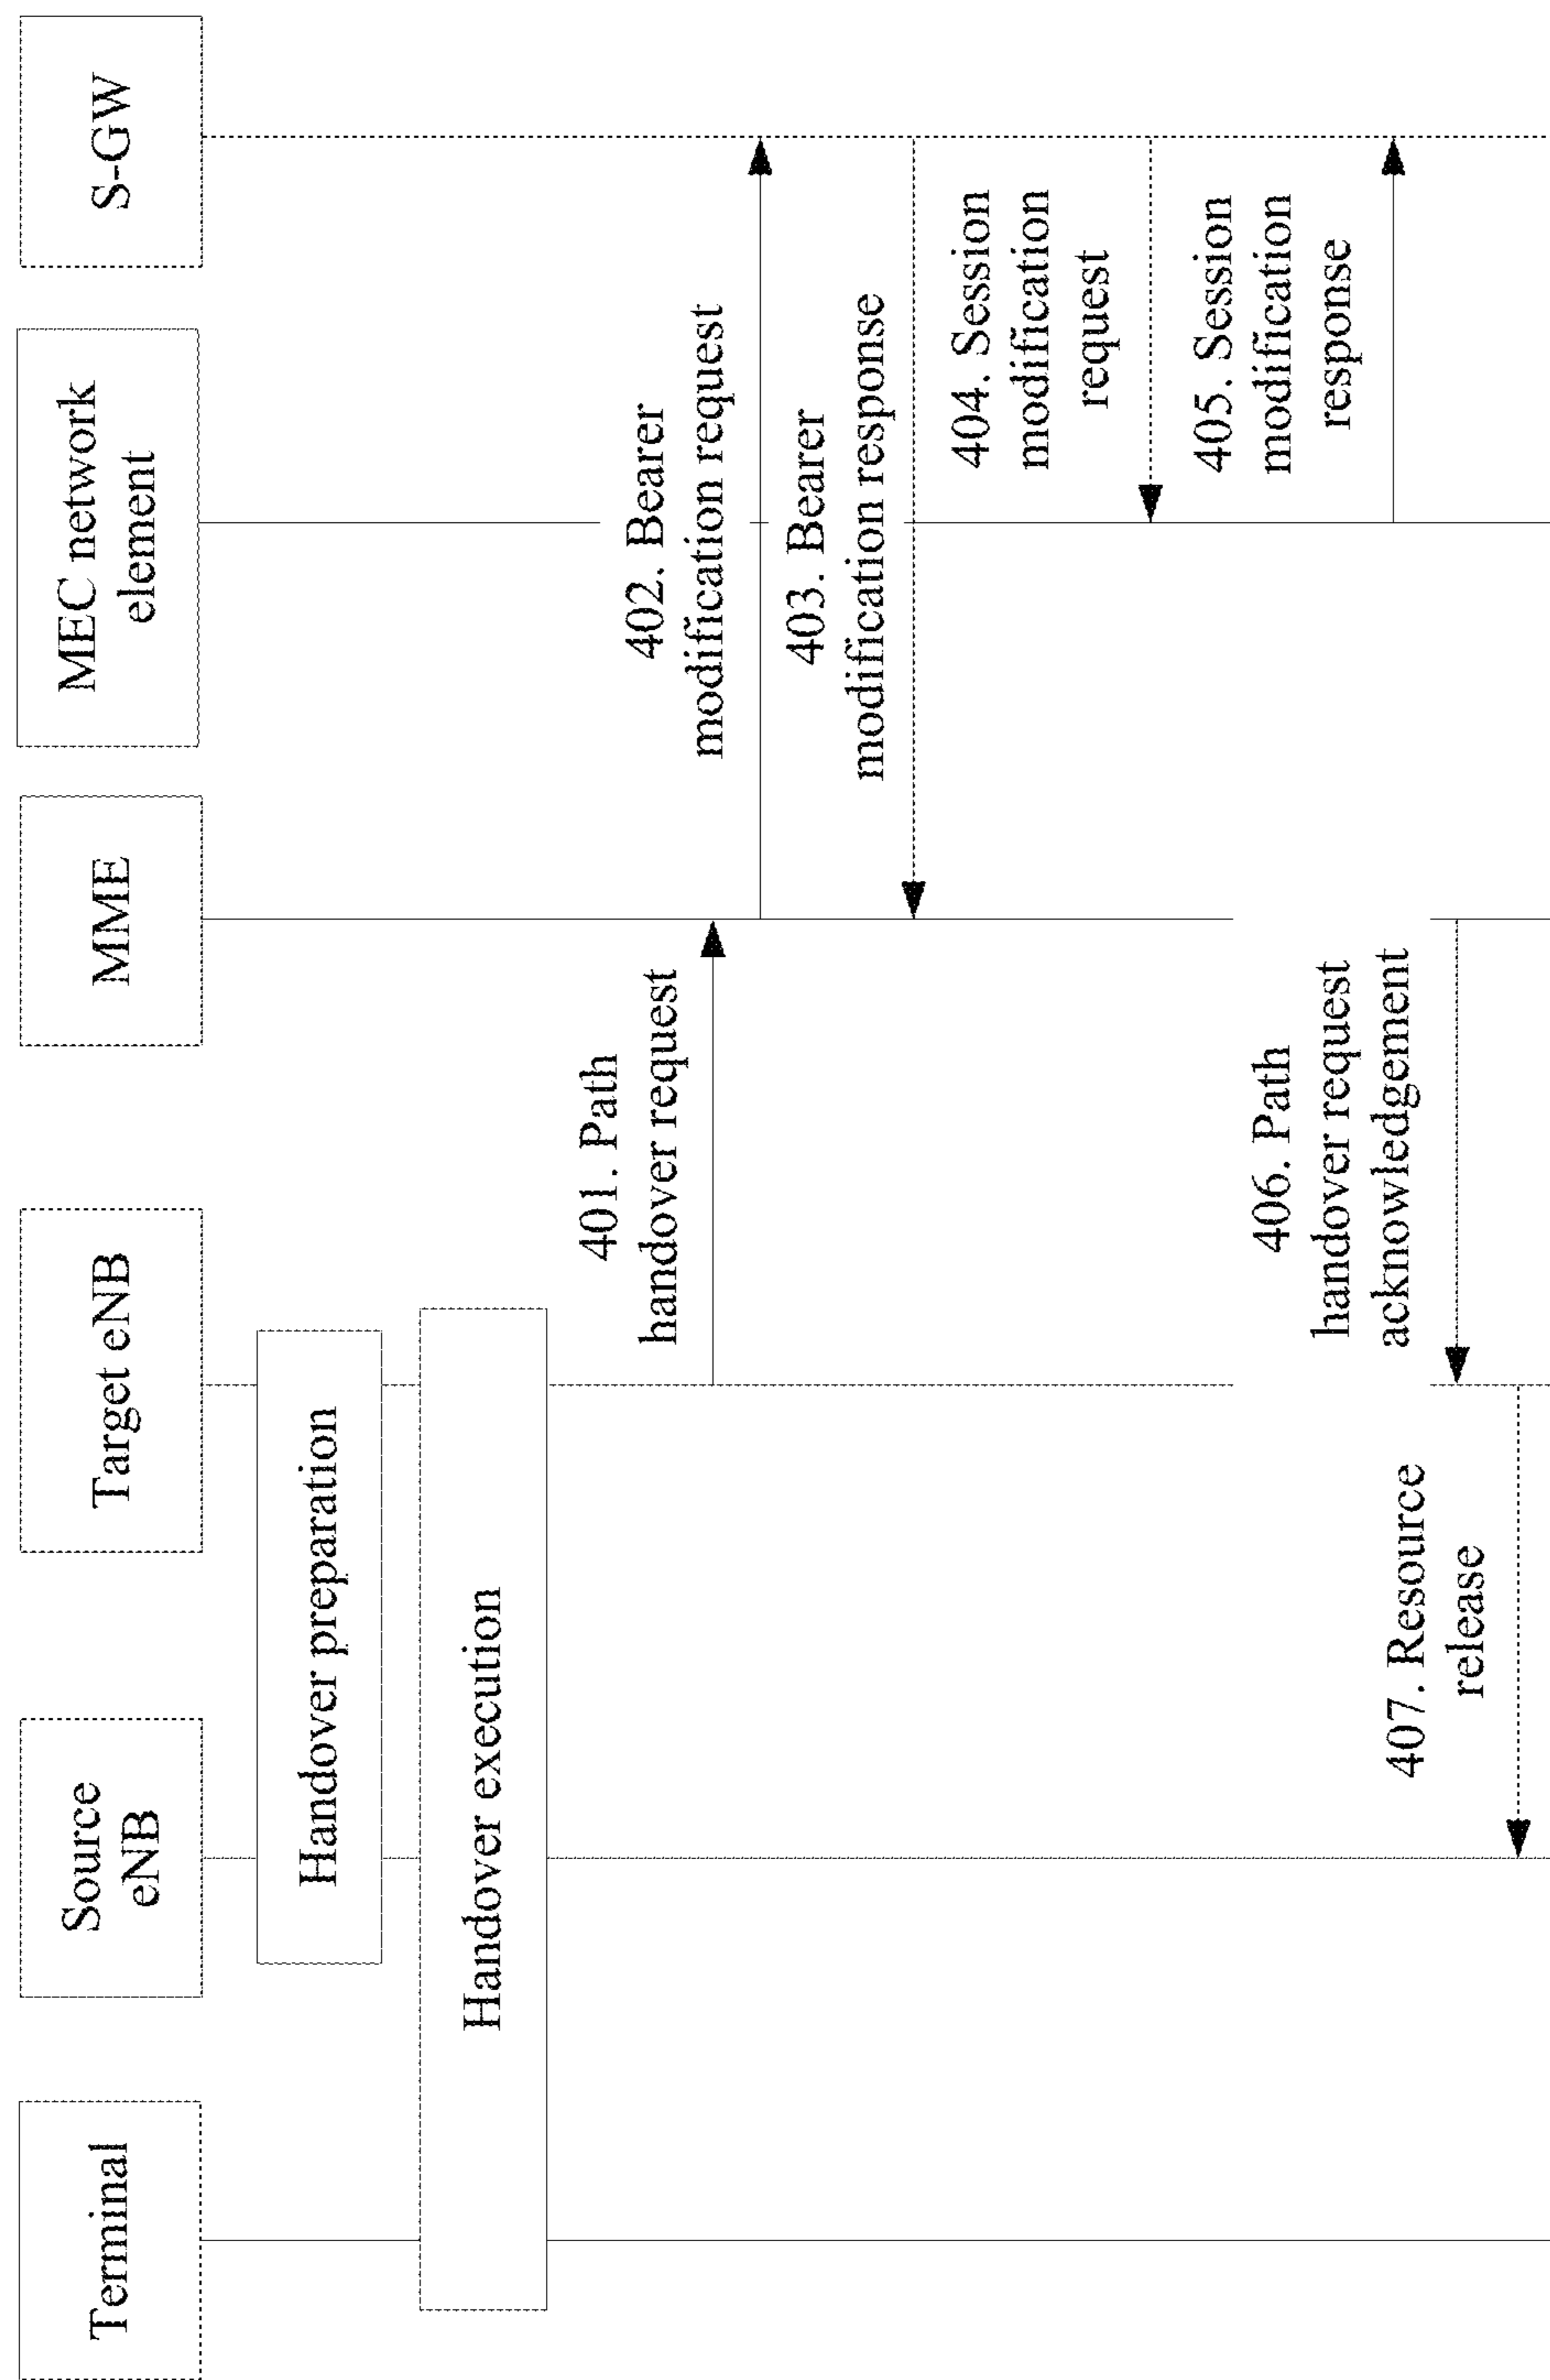 Terminal
Source
eNB
Target eNB
MME
MEC network
element
S-GW
Handover preparation
Handover execution
401. Path
handover request
402. Bearer
modification request
403. Bearer
modification response
404. Session
modification
request
405. Session
modification
response
406. Path
handover request
acknowledgement
407. Resource
release